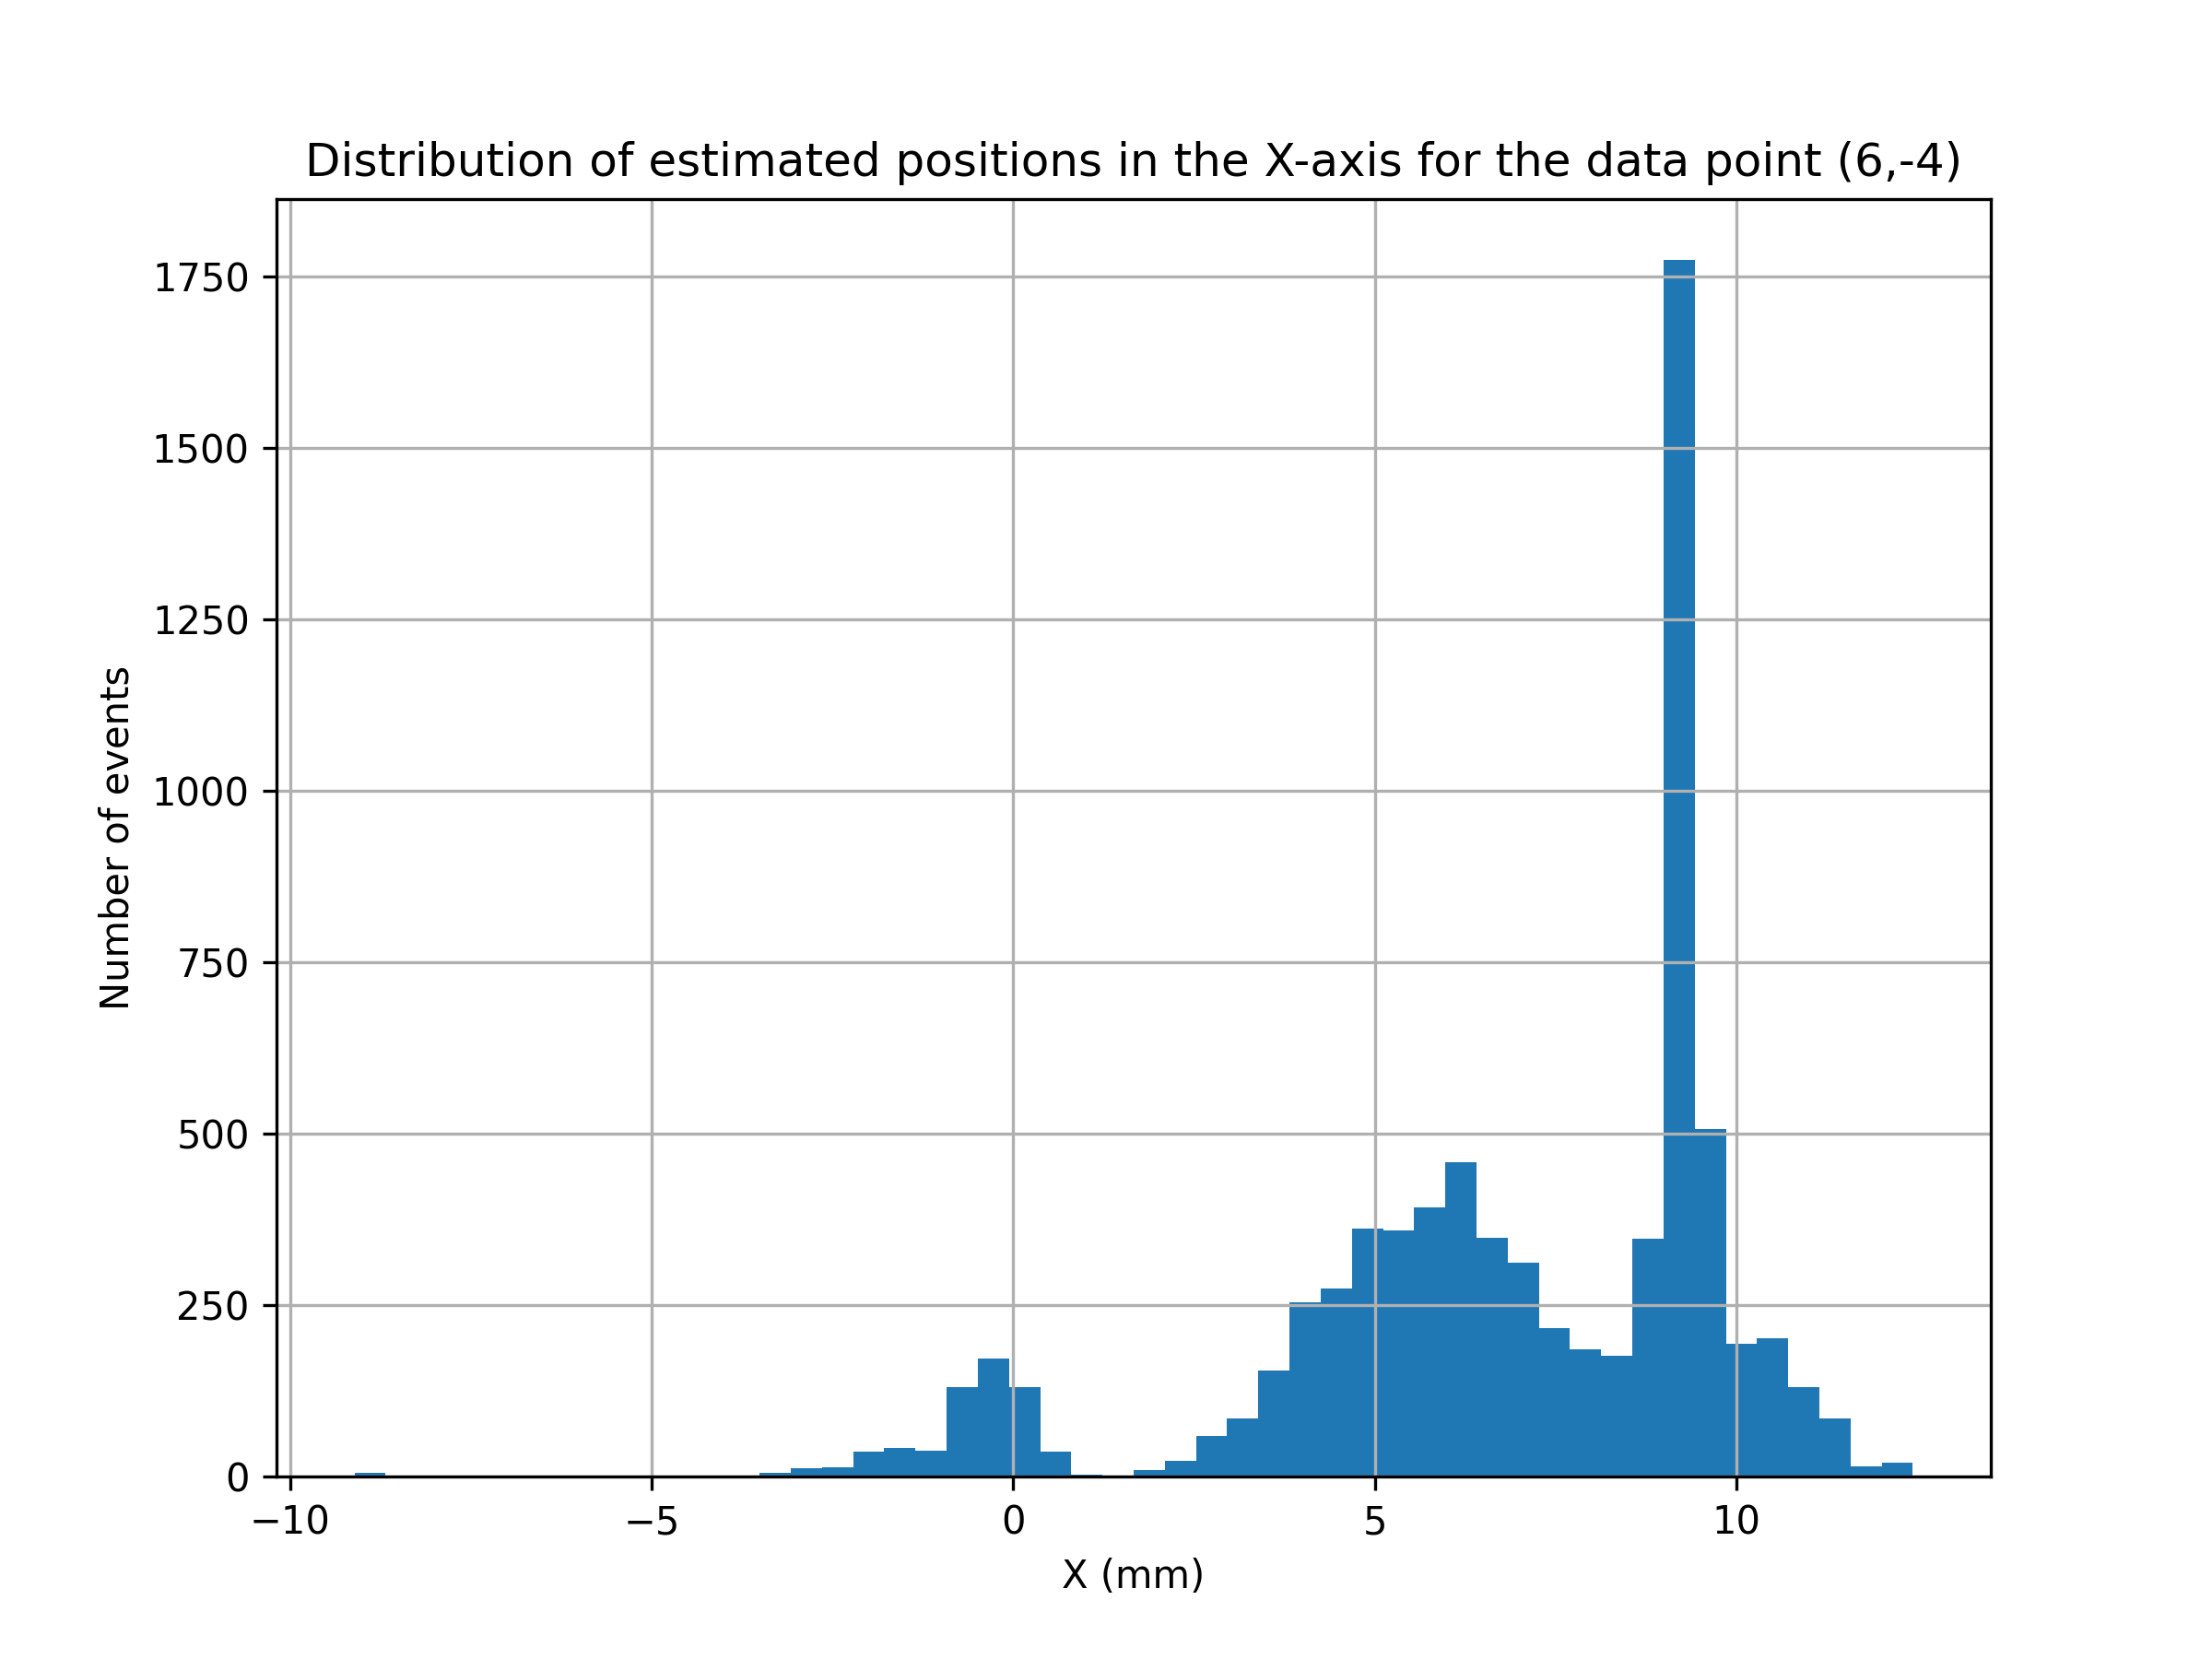 Distribution of estimated positions in the X-axis for the data point (6,-4)
1750
1500
1250
1000
750
500
250
0
Number of events
−10 −5 0 5 10
X (mm)